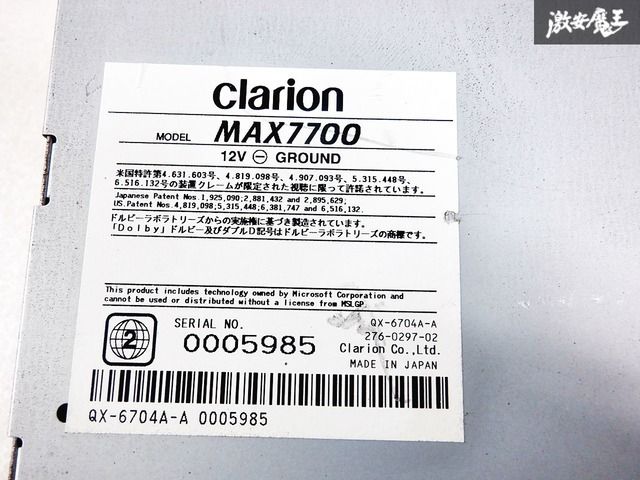 激安魔王
clarion
MODEL MAX7700
12V ⊖ GROUND
米国特許第4.631.603号、4.819.098号、4.907.093号、5.315.448号、
6.516.132号の装置クレームが限定された視聴に限って許諾されています。
Japanese Patent Nos.1,925,090;2,881,432 and 2,895,629;
US.Patent Nos.4,819,098;5,315,448;6,381,747 and 6,516,132.
ドルビーラボラトリーズからの実施権に基づき製造されています。
「Dolby」ドルビー及びダブルD記号はドルビーラボラトリーズの商標です。
This product includes technology owned by Microsoft Corporation and
cannot be used or distributed without a license from MSLGP.
2
SERIAL NO.
0005985
QX-6704A-A
276-0297-02
Clarion Co.,Ltd.
MADE IN JAPAN
QX-6704A-A 0005985